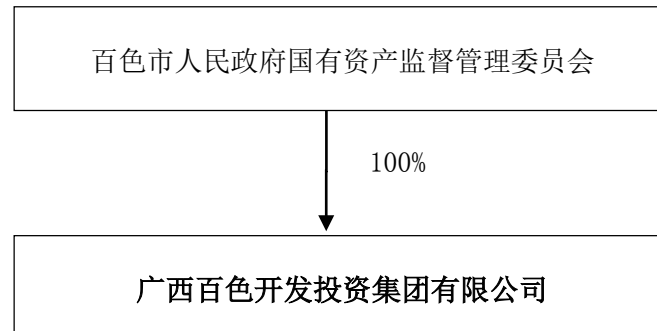 百色市人民政府国有资产监督管理委员会
100%
广西百色开发投资集团有限公司